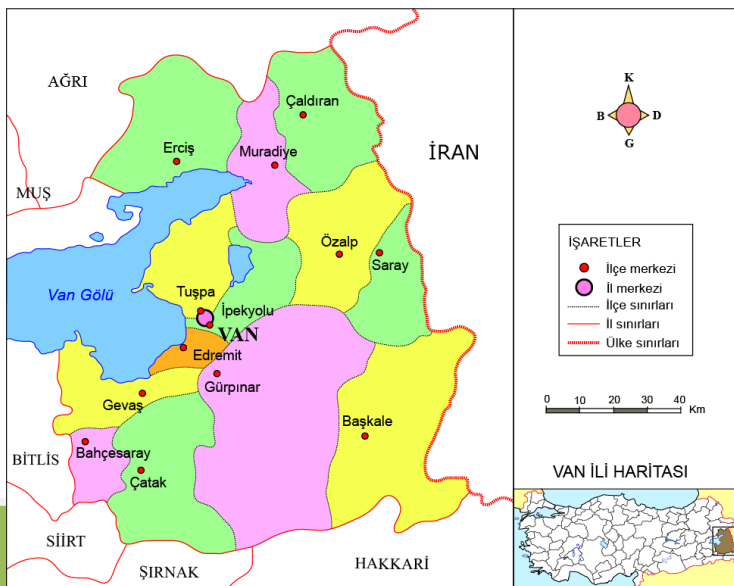 AĞRI
Çaldıran
Erciş
Muradiye
İRAN
MUŞ
Özalp
Saray
Van Gölü
Tuşpa
İpekyolu
VAN
Edremit
Gürpınar
Gevaş
Başkale
Bahçesaray
BİTLİS
Çatak
SİİRT
ŞIRNAK
HAKKARİ
K
B
D
G
İŞARETLER
İlçe merkezi
İl merkezi
İlçe sınırları
İl sınırları
Ülke sınırları
0 10 20 30 40
Km
VAN İLİ HARİTASI